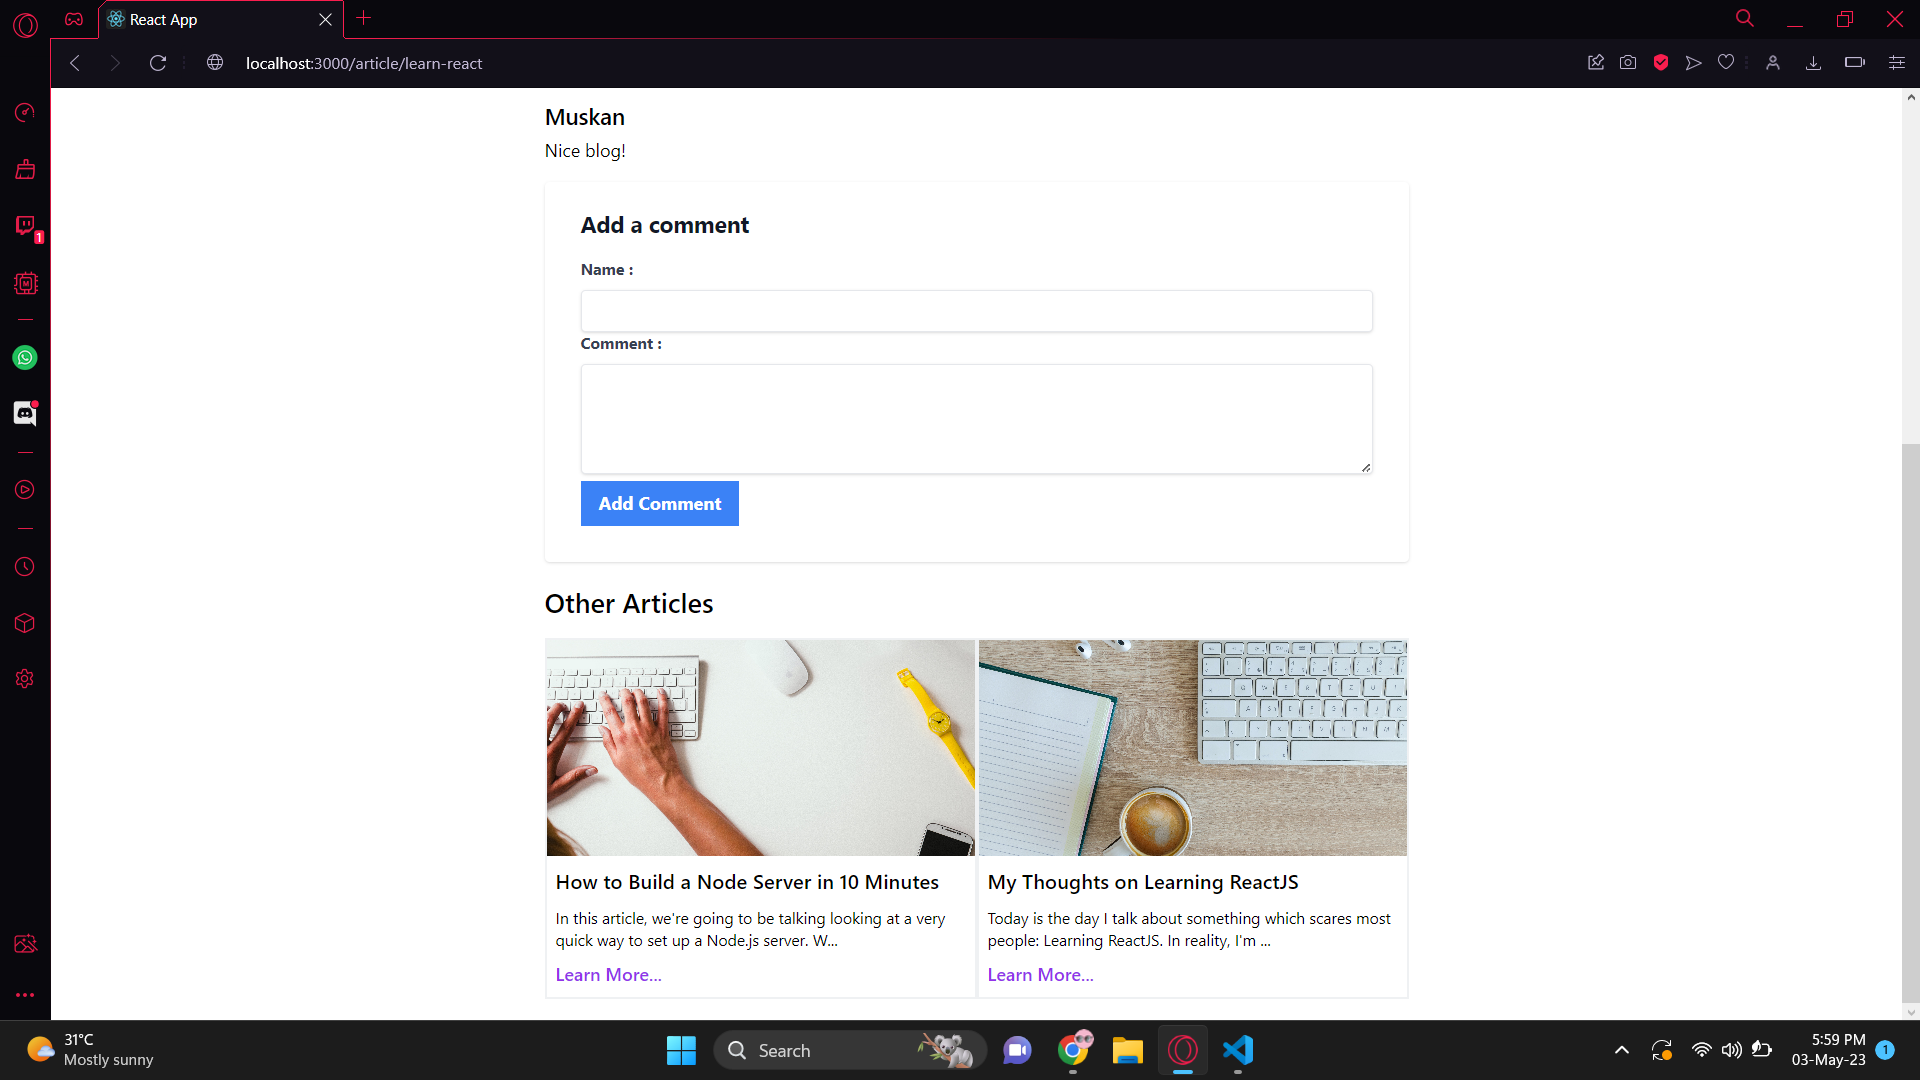 React App
localhost:3000/article/learn-react
1
Muskan
Nice blog!
Add a comment
Name :
Comment :
Add Comment
Other Articles
How to Build a Node Server in 10 Minutes
In this article, we're going to be talking looking at a very
quick way to set up a Node.js server. W...
Learn More...
My Thoughts on Learning ReactJS
Today is the day I talk about something which scares most
people: Learning ReactJS. In reality, I'm ...
Learn More...
31°C
Mostly sunny
Search
5:59 PM
03-May-23
1